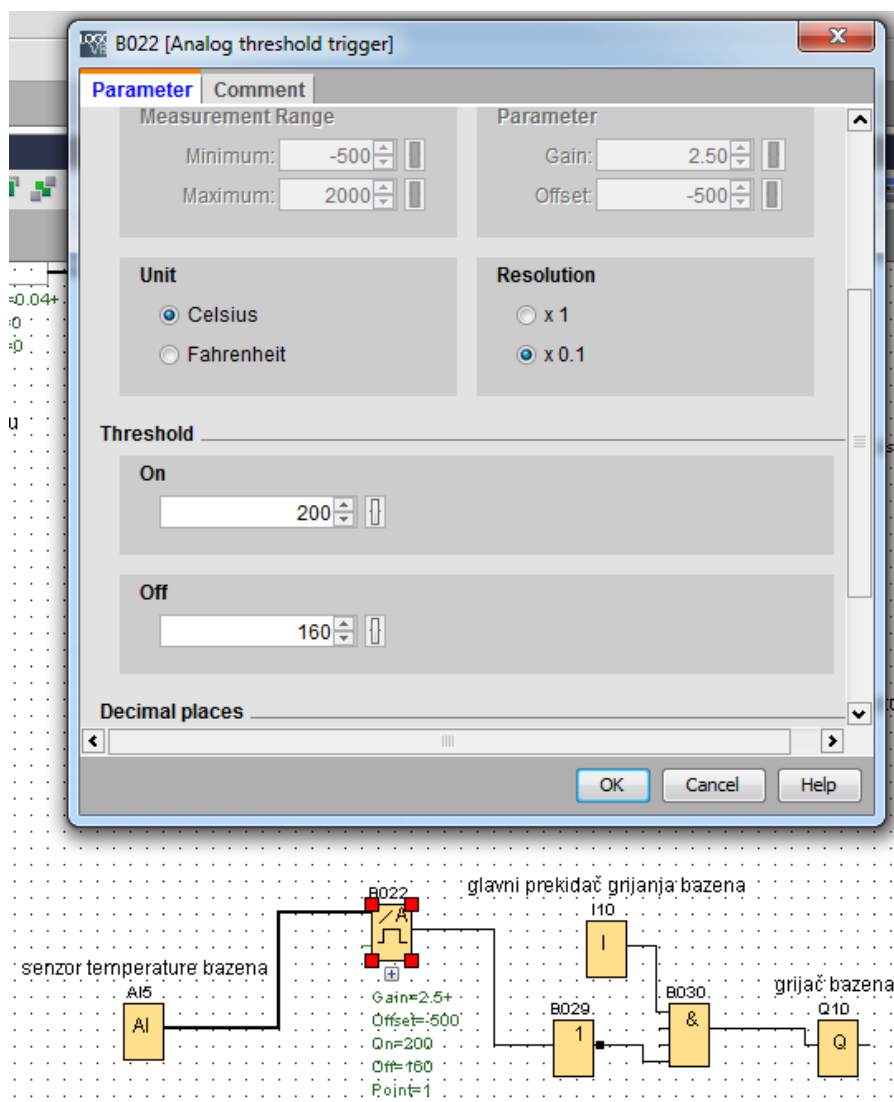 B022 [Analog threshold trigger]
Parameter Comment
Measurement Range
Minimum: -500
Maximum: 2000
Parameter
Gain: 2.50
Offset: -500
Unit
Celsius
Fahrenheit
Resolution
x 1
x 0.1
Threshold
On
200
Off
160
Decimal places
OK Cancel Help
=0.04+
=0
=0
u
glavni prekidač grijanja bazena
I10
I
B022
/A
senzor temperature bazena
AI5
AI
Gain=2.5+
Offset=-500
On=200
Off=160
Point=1
B029
1
B030
&
grijač bazena
Q10
Q